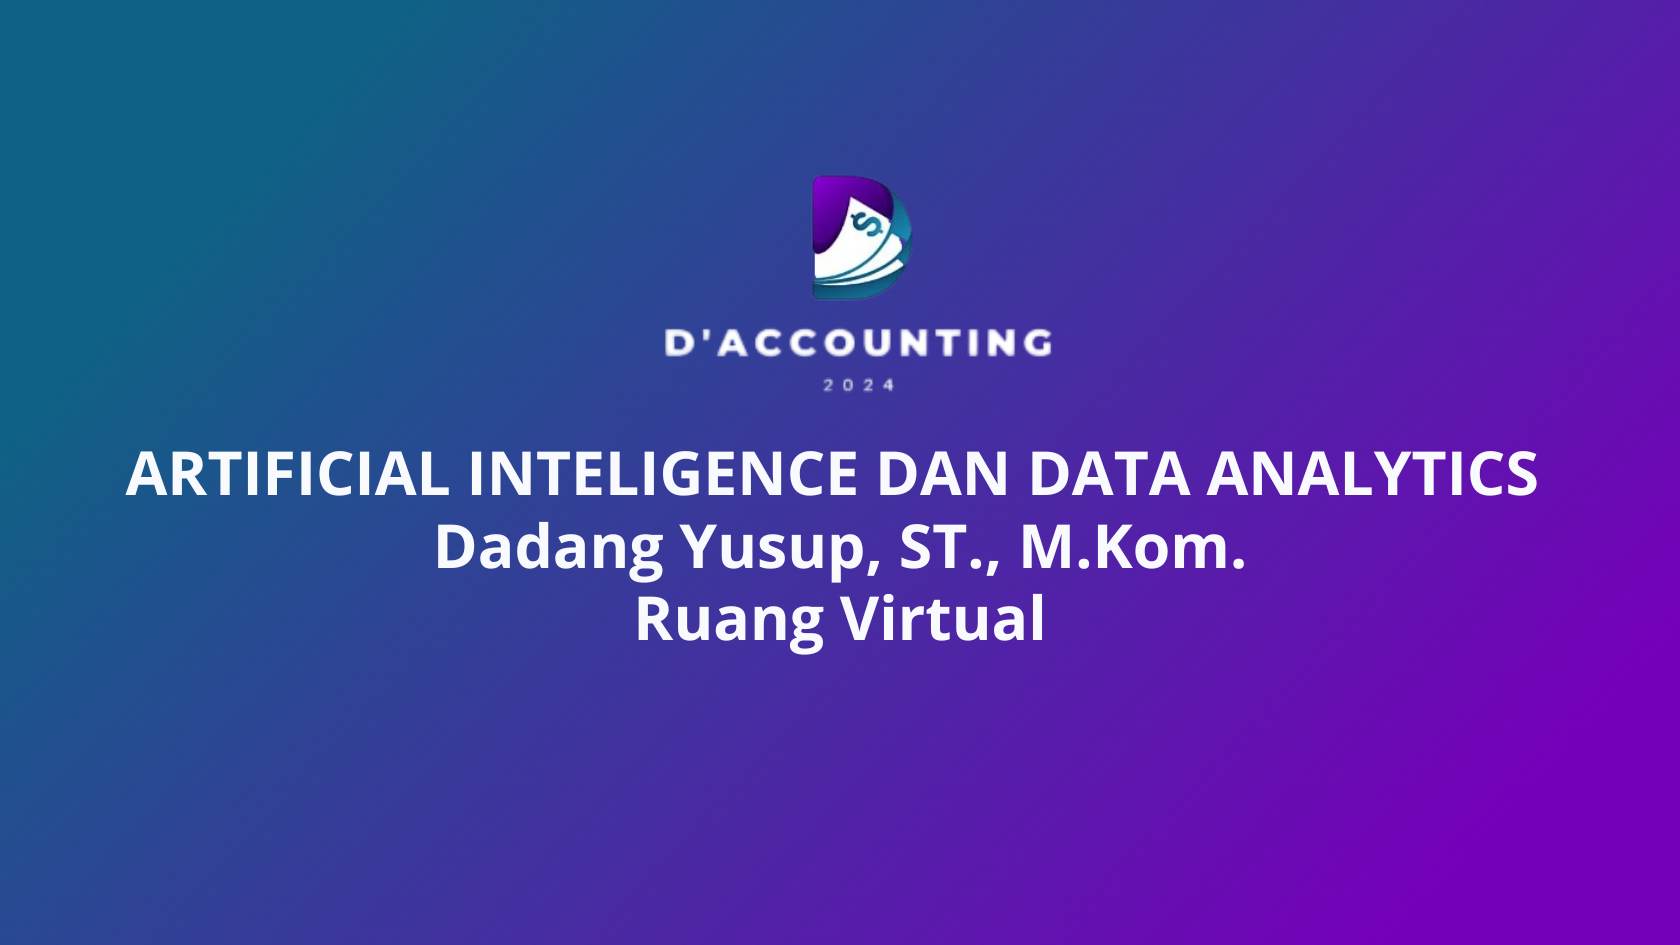 $
D'ACCOUNTING
2024
ARTIFICIAL INTELIGENCE DAN DATA ANALYTICS
Dadang Yusup, ST., M.Kom.
Ruang Virtual